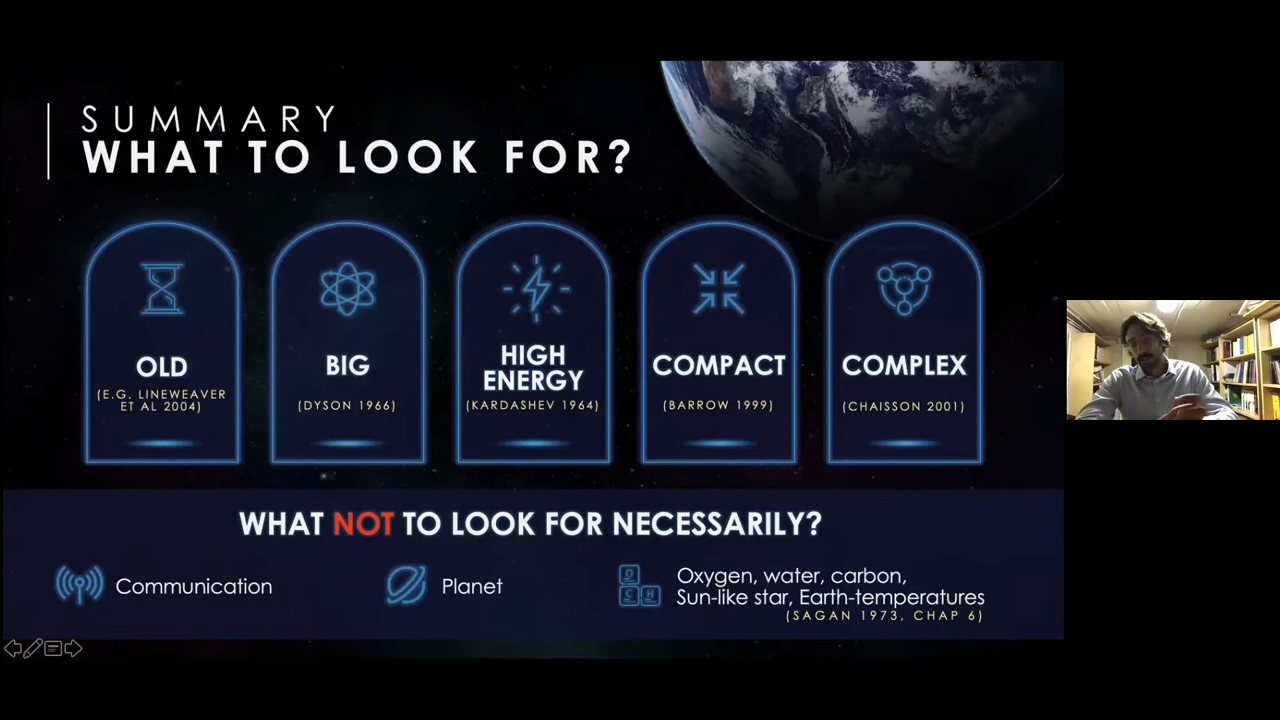 SUMMARY
WHAT TO LOOK FOR?
OLD
(E.G. LINEWEAVER
ET AL 2004)
BIG
(DYSON 1966)
HIGH
ENERGY
(KARDASHEV 1964)
COMPACT
(BARROW 1999)
COMPLEX
(CHAISSON 2001)
WHAT NOT TO LOOK FOR NECESSARILY?
Communication
Planet
O
C H
Oxygen, water, carbon,
Sun-like star, Earth-temperatures
(SAGAN 1973, CHAP 6)